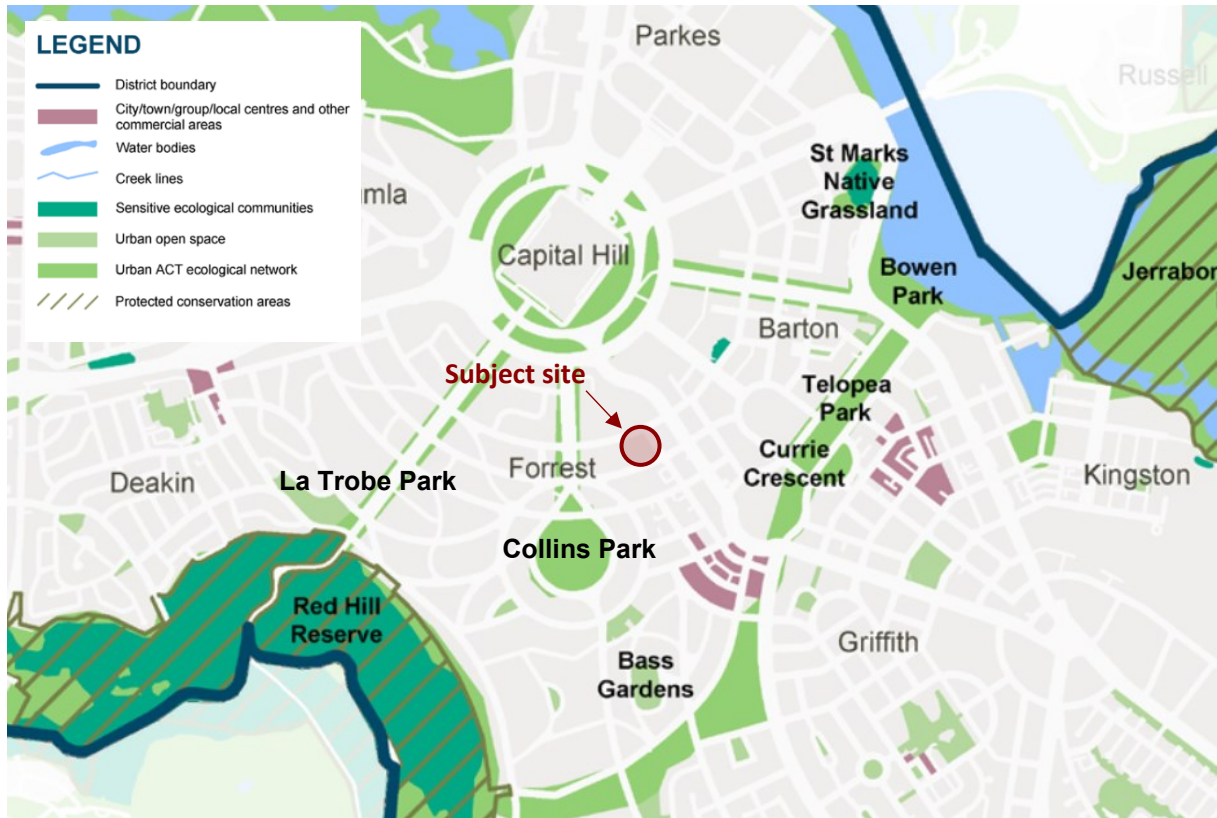 LEGEND
District boundary
City/town/group/local centres and other
commercial areas
Water bodies
Creek lines
Sensitive ecological communities
Urban open space
Urban ACT ecological network
Protected conservation areas
Parkes
Russell
St Marks
Native
Grassland
mla
Capital Hill
Bowen
Park
Jerrabor
Barton
Subject site
Telopea
Park
Currie
Crescent
Forrest
Deakin
La Trobe Park
Kingston
Collins Park
Red Hill
Reserve
Griffith
Bass
Gardens